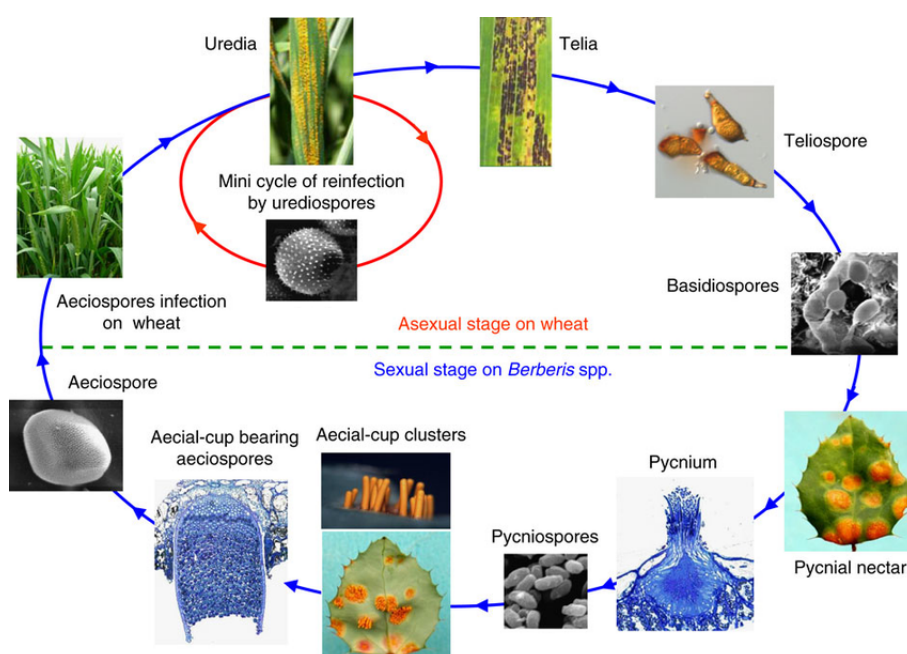 Uredia
Telia
Teliospore
Mini cycle of reinfection
by urediospores
Basidiospores
Aeciospores infection
on wheat
Asexual stage on wheat
Sexual stage on Berberis spp.
Aeciospore
Aecial-cup bearing
aeciospores
Aecial-cup clusters
Pycniospores
Pycnium
Pycnial nectar